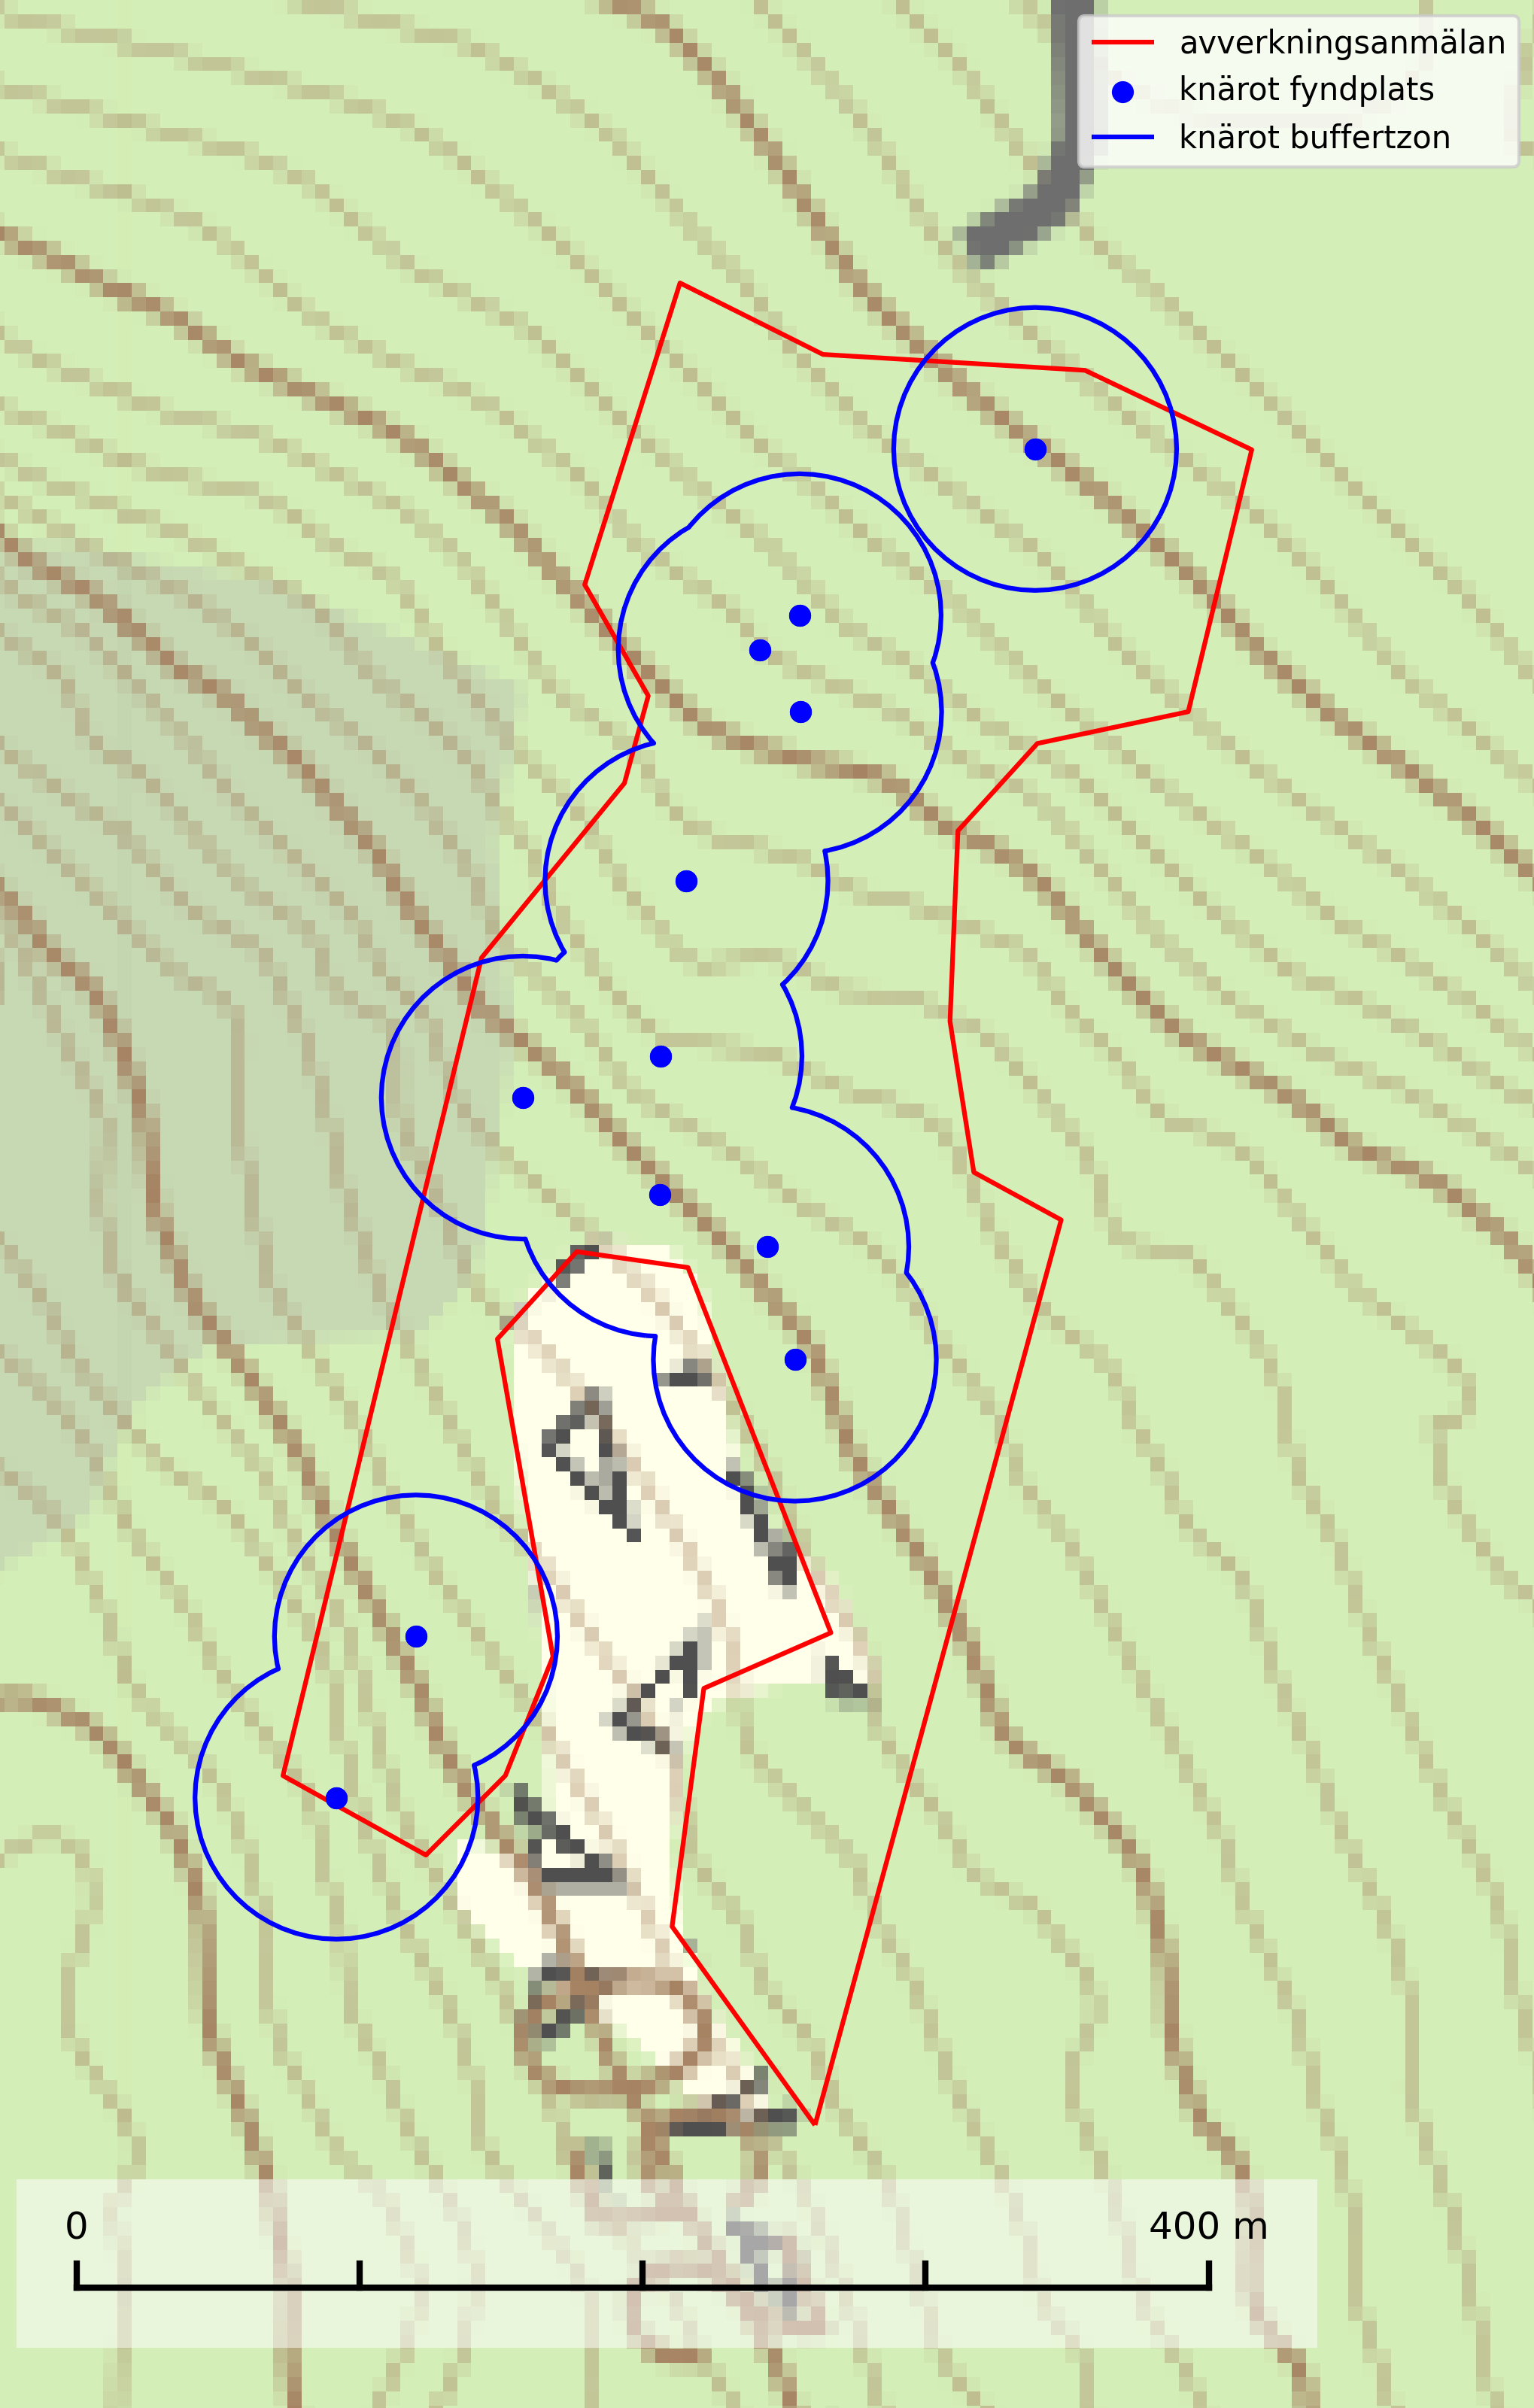 avverkningsanmälan
knärot fyndplats
knärot buffertzon
0
400 m